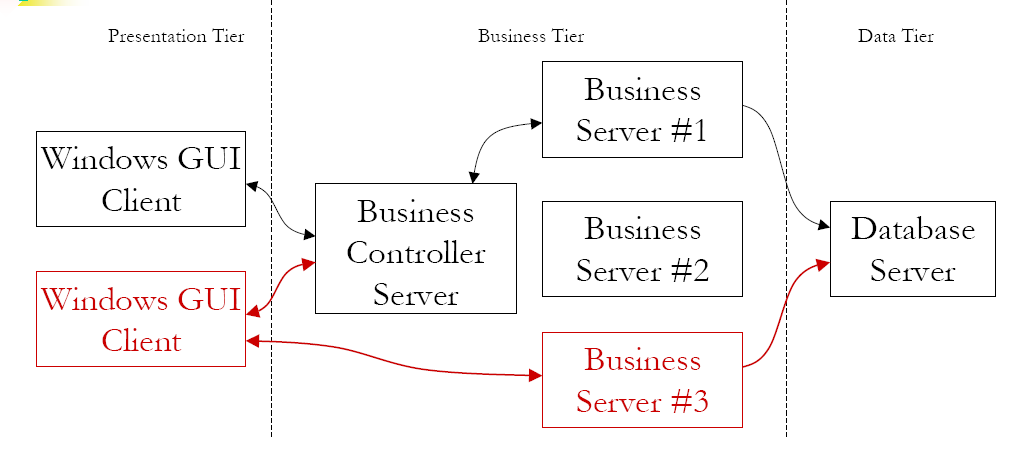 Presentation Tier
Business Tier
Data Tier
Windows GUI
Client
Windows GUI
Client
Business
Controller
Server
Business
Server #1
Business
Server #2
Business
Server #3
Database
Server